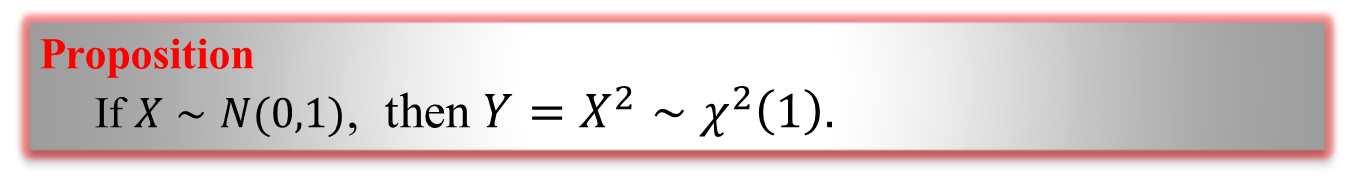 Proposition
If X ~ N(0,1), then Y = X² ~ χ²(1).